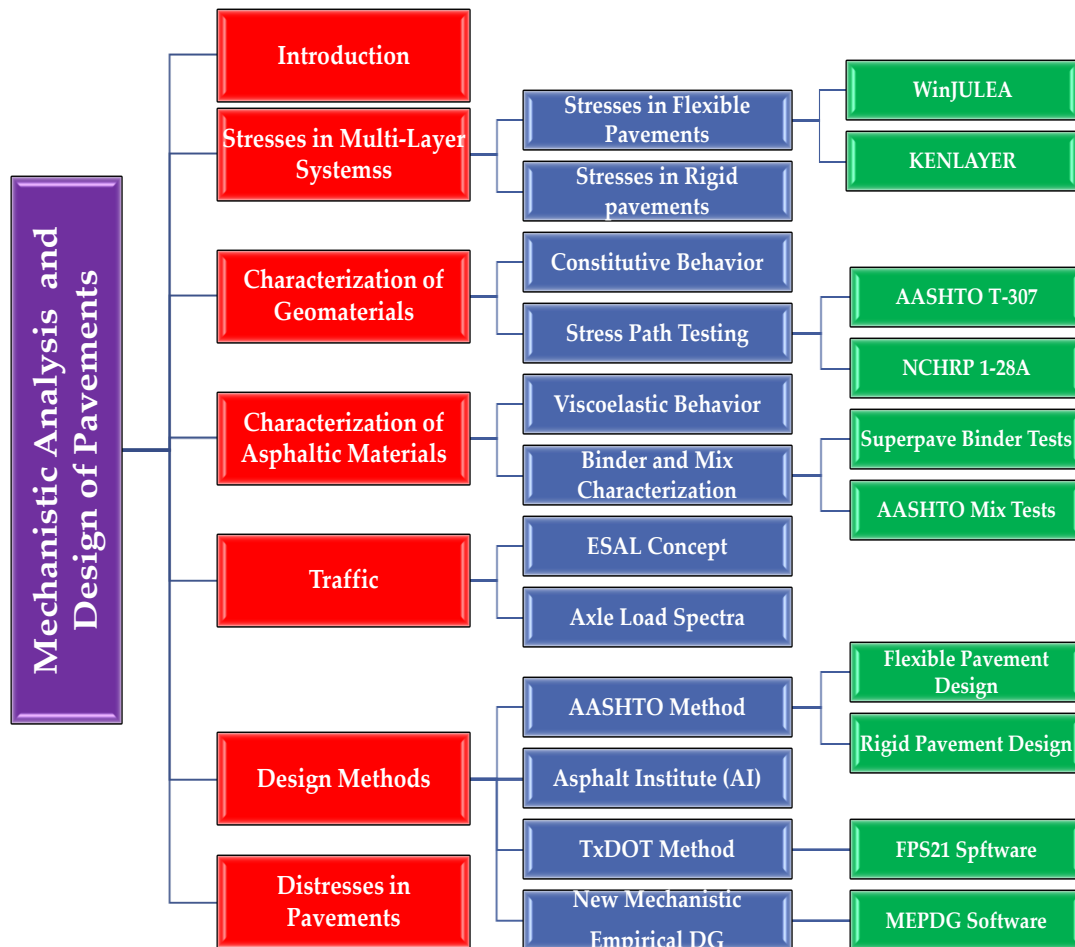 Mechanistic Analysis and
Design of Pavements
Introduction
Stresses in Multi-Layer
Systemss
Stresses in Flexible
Pavements
WinJULEA
KENLAYER
Stresses in Rigid
pavements
Characterization of
Geomaterials
Constitutive Behavior
Stress Path Testing
AASHTO T-307
NCHRP 1-28A
Characterization of
Asphaltic Materials
Viscoelastic Behavior
Binder and Mix
Characterization
Superpave Binder Tests
AASHTO Mix Tests
Traffic
ESAL Concept
Axle Load Spectra
Design Methods
AASHTO Method
Flexible Pavement
Design
Rigid Pavement Design
Asphalt Institute (AI)
TxDOT Method
FPS21 Spftware
New Mechanistic
Empirical DG
MEPDG Software
Distresses in
Pavements